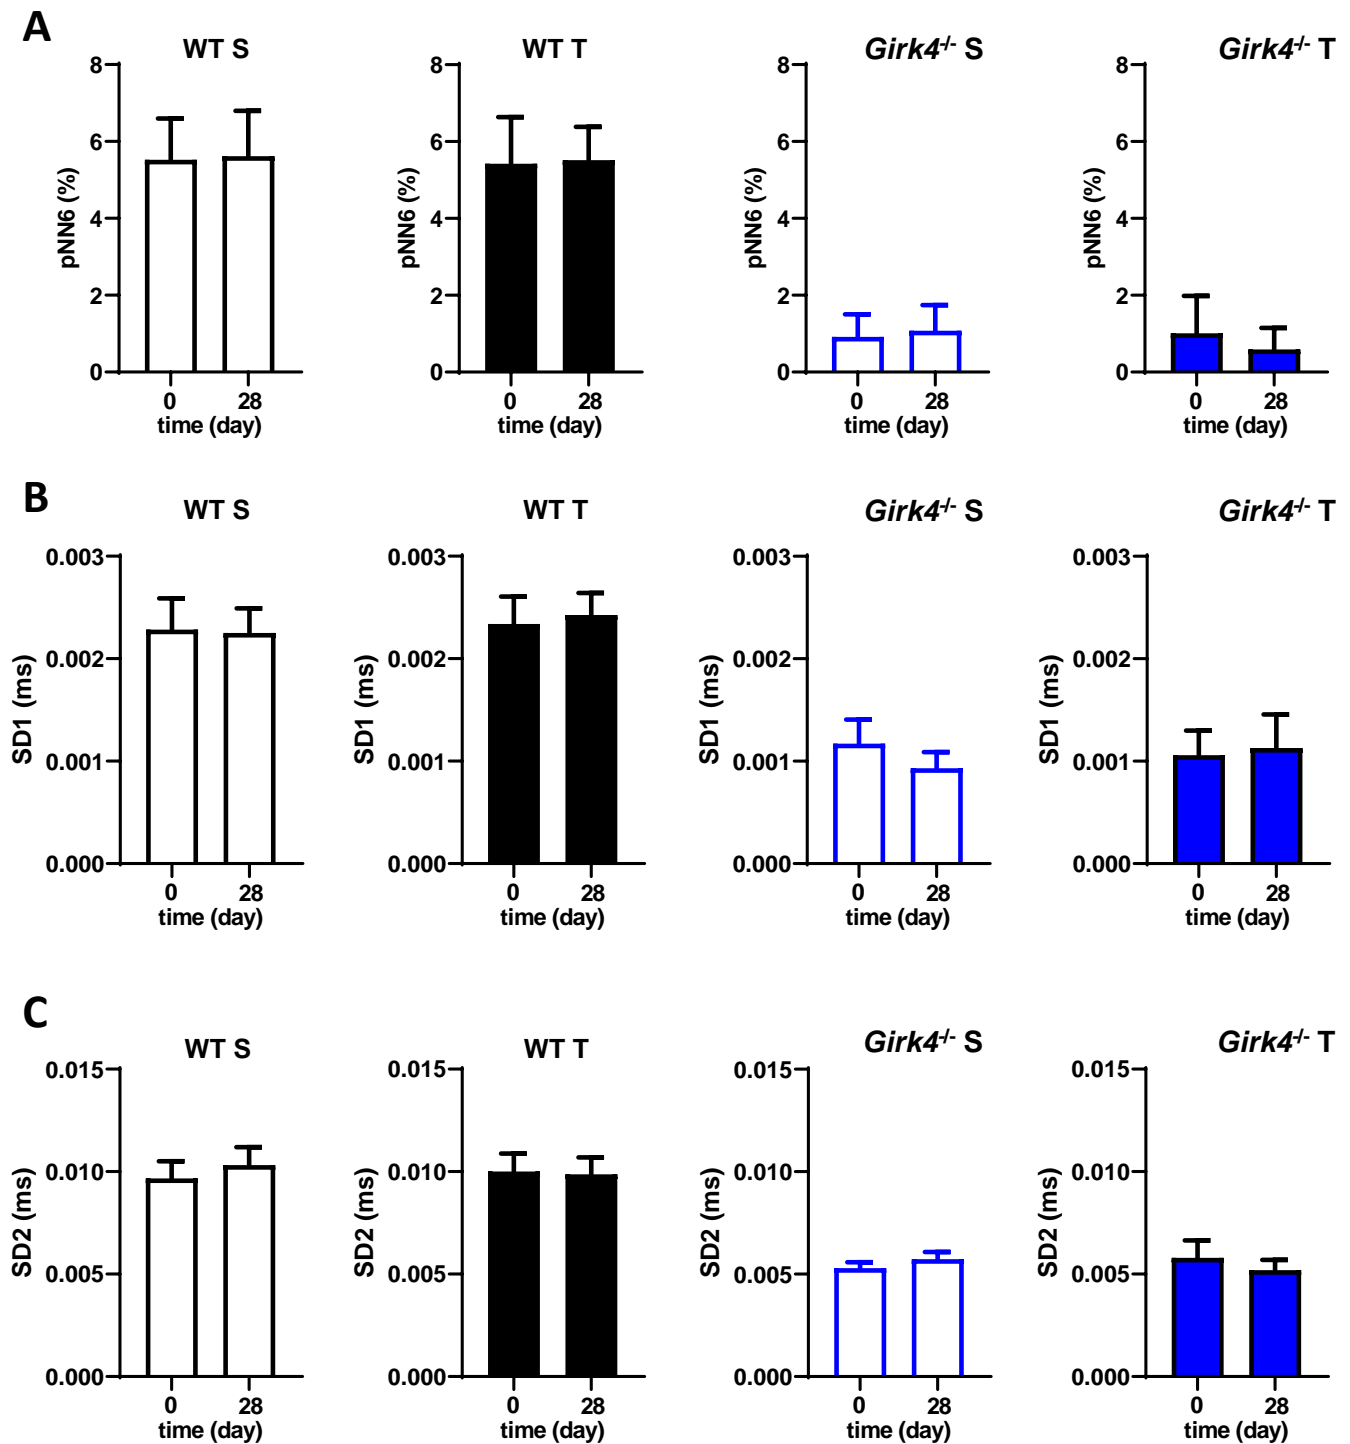 A
WT S
WT T
Girk4-/- S
Girk4-/- T
8
6
4
2
0
pNN6 (%)
0
28
time (day)
8
6
4
2
0
pNN6 (%)
0
28
time (day)
8
6
4
2
0
pNN6 (%)
0
28
time (day)
8
6
4
2
0
pNN6 (%)
0
28
time (day)
B
WT S
WT T
Girk4-/- S
Girk4-/- T
0.003
0.002
0.001
0.000
SD1 (ms)
0
28
time (day)
0.003
0.002
0.001
0.000
SD1 (ms)
0
28
time (day)
0.003
0.002
0.001
0.000
SD1 (ms)
0
28
time (day)
0.003
0.002
0.001
0.000
SD1 (ms)
0
28
time (day)
C
WT S
WT T
Girk4-/- S
Girk4-/- T
0.015
0.010
0.005
0.000
SD2 (ms)
0
28
time (day)
0.015
0.010
0.005
0.000
SD2 (ms)
0
28
time (day)
0.015
0.010
0.005
0.000
SD2 (ms)
0
28
time (day)
0.015
0.010
0.005
0.000
SD2 (ms)
0
28
time (day)